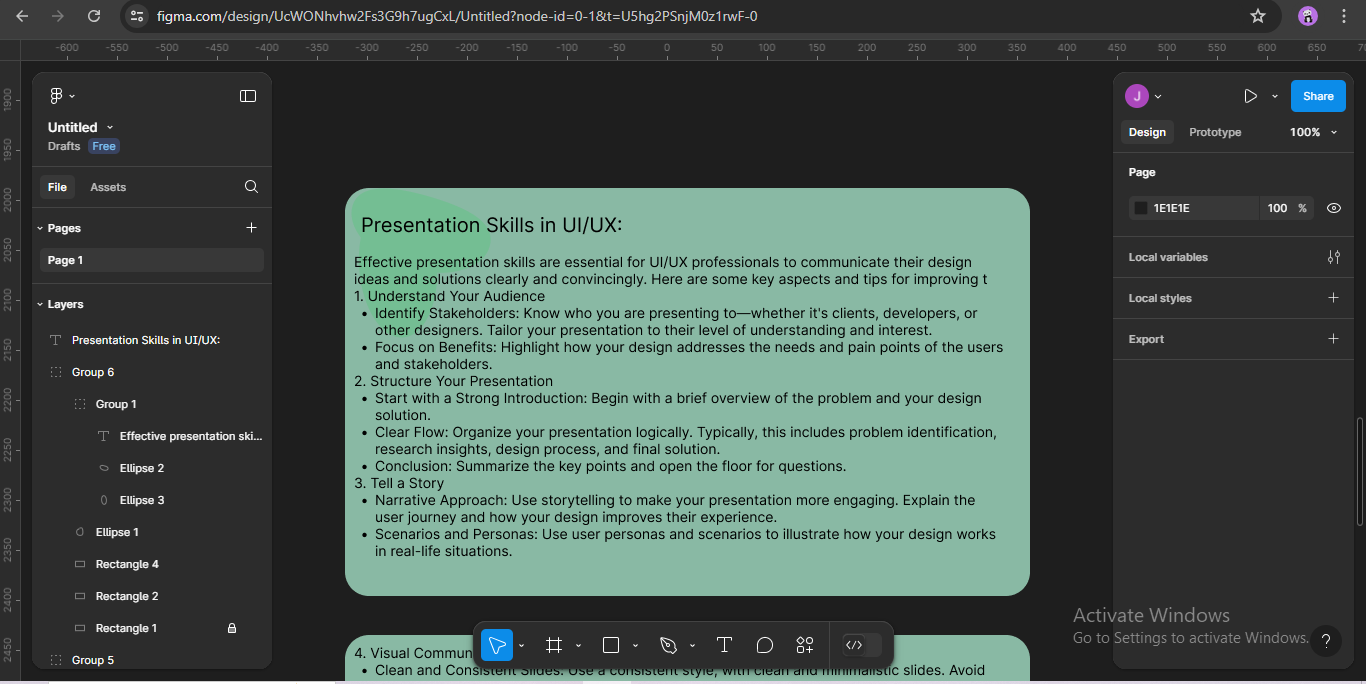 figma.com/design/UcWONhvhw2Fs3G9h7ugCxL/Untitled?node-id=0-1&t=U5hg2PSnjM0z1rwF-0
-600 -550 -500 -450 -400 -350 -300 -250 -200 -150 -100 -50 0 50 100 150 200 250 300 350 400 450 500 550 600 650
1900
1950
2000
2050
2100
2150
2200
2250
2300
2350
2400
2450
Untitled
Drafts Free
File Assets
Pages
Page 1
Layers
Presentation Skills in UI/UX:
Group 6
Group 1
Effective presentation ski...
Ellipse 2
Ellipse 3
Ellipse 1
Rectangle 4
Rectangle 2
Rectangle 1
Group 5
Presentation Skills in UI/UX:
Effective presentation skills are essential for UI/UX professionals to communicate their design
ideas and solutions clearly and convincingly. Here are some key aspects and tips for improving t
1. Understand Your Audience
• Identify Stakeholders: Know who you are presenting to—whether it's clients, developers, or
other designers. Tailor your presentation to their level of understanding and interest.
• Focus on Benefits: Highlight how your design addresses the needs and pain points of the users
and stakeholders.
2. Structure Your Presentation
• Start with a Strong Introduction: Begin with a brief overview of the problem and your design
solution.
• Clear Flow: Organize your presentation logically. Typically, this includes problem identification,
research insights, design process, and final solution.
• Conclusion: Summarize the key points and open the floor for questions.
3. Tell a Story
• Narrative Approach: Use storytelling to make your presentation more engaging. Explain the
user journey and how your design improves their experience.
• Scenarios and Personas: Use user personas and scenarios to illustrate how your design works
in real-life situations.
4. Visual Commun
• Clean and Consistent Slides: Use a consistent style, with clean and minimalistic slides. Avoid
J
Share
Design Prototype 100%
Page
1E1E1E 100 %
Local variables
Local styles
Export
Activate Windows
Go to Settings to activate Windows.
?